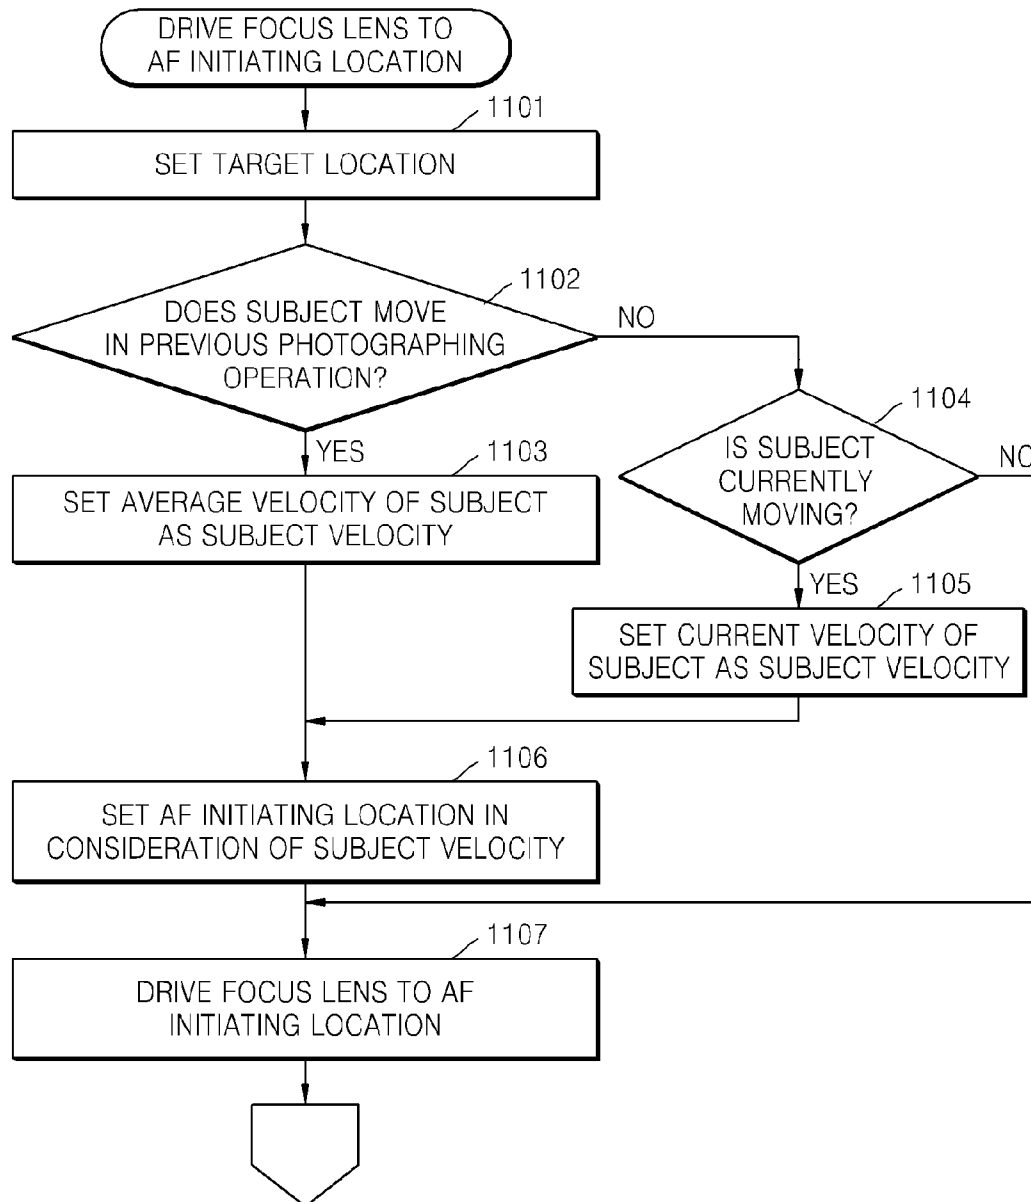 DRIVE FOCUS LENS TO
AF INITIATING LOCATION
1101
SET TARGET LOCATION
1102
DOES SUBJECT MOVE
IN PREVIOUS PHOTOGRAPHING
OPERATION?
NO
YES
1104
IS SUBJECT
CURRENTLY
MOVING?
NO
YES
1103
SET AVERAGE VELOCITY OF SUBJECT
AS SUBJECT VELOCITY
1105
SET CURRENT VELOCITY OF
SUBJECT AS SUBJECT VELOCITY
1106
SET AF INITIATING LOCATION IN
CONSIDERATION OF SUBJECT VELOCITY
1107
DRIVE FOCUS LENS TO AF
INITIATING LOCATION